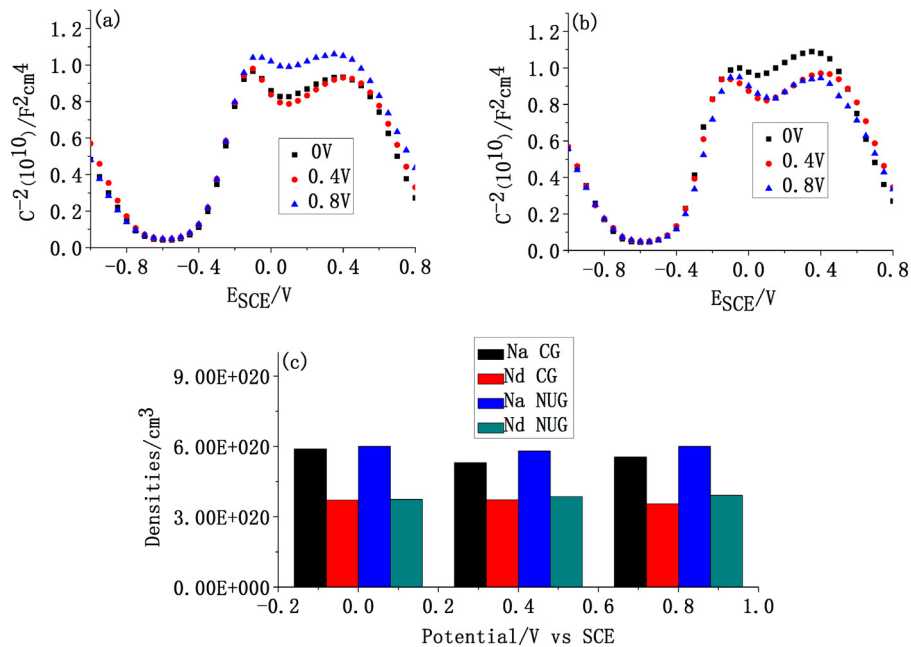 (a)
C⁻²(10¹⁰)/F²cm4
1.2
1.0
0.8
0.6
0.4
0.2
0.0
0V
0.4V
0.8V
-0.8 -0.4 0.0 0.4 0.8
E_SCE/V
(b)
C⁻²(10¹⁰)/F²cm4
1.2
1.0
0.8
0.6
0.4
0.2
0.0
0V
0.4V
0.8V
-0.8 -0.4 0.0 0.4 0.8
E_SCE/V
(c)
Na CG
Nd CG
Na NUG
Nd NUG
Densities/cm³
9.00E+020
6.00E+020
3.00E+020
0.00E+000
-0.2 0.0 0.2 0.4 0.6 0.8 1.0
Potential/V vs SCE